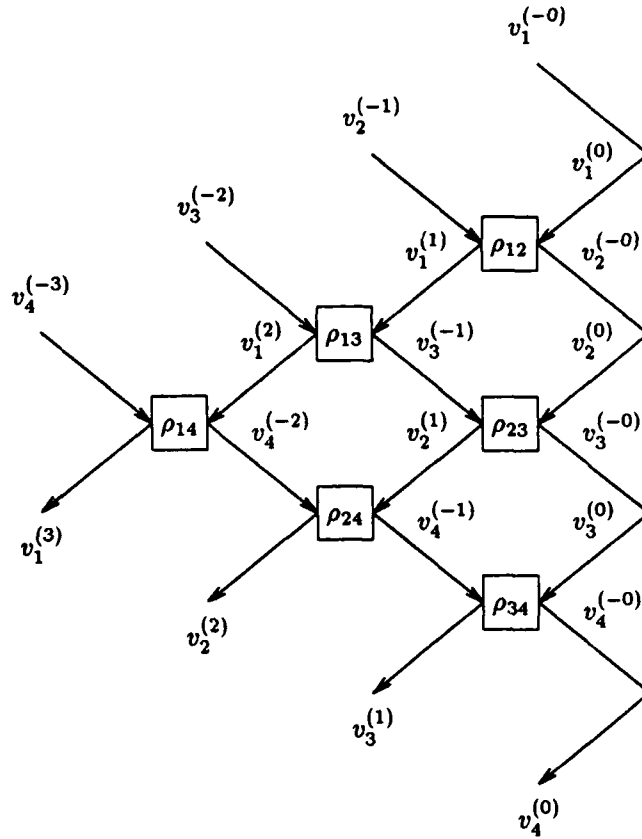 v_1^{(-0)}
v_2^{(-1)}
v_1^{(0)}
v_3^{(-2)}
v_1^{(1)}
ρ_{12}
v_2^{(-0)}
v_4^{(-3)}
v_1^{(2)}
ρ_{13}
v_3^{(-1)}
v_2^{(0)}
ρ_{14}
v_4^{(-2)}
v_2^{(1)}
ρ_{23}
v_3^{(-0)}
v_1^{(3)}
ρ_{24}
v_4^{(-1)}
v_3^{(0)}
v_2^{(2)}
ρ_{34}
v_4^{(-0)}
v_3^{(1)}
v_4^{(0)}